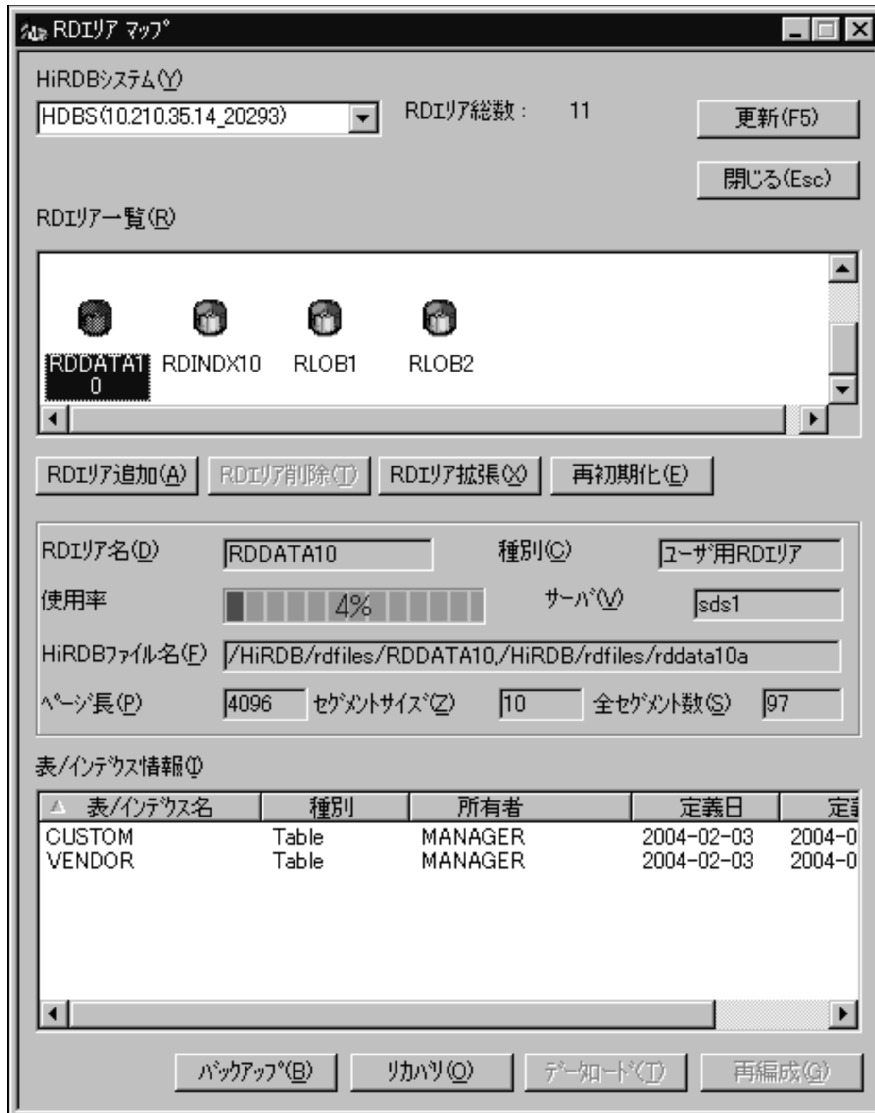 RDエリア マップ
HiRDBシステム(Y)
HDBS(10.210.35.14_20293)
RDエリア総数: 11
更新(F5)
閉じる(Esc)
RDエリア一覧(R)
RDDATA1
0
RDINDX10
RLOB1
RLOB2
RDエリア追加(A) RDエリア削除(T) RDエリア拡張(X) 再初期化(E)
RDエリア名(D) RDDATA10 種別(C) ユーザ用RDエリア
使用率 4% サーバ(V) sds1
HiRDBファイル名(F) /HiRDB/rdfiles/RDDATA10,/HiRDB/rdfiles/rddata10a
ページ長(P) 4096 セグメントサイズ(Z) 10 全セグメント数(S) 97
表/インデクス情報(I)
表/インデクス名 種別 所有者 定義日 定義
CUSTOM Table MANAGER 2004-02-03 2004-0
VENDOR Table MANAGER 2004-02-03 2004-0
バックアップ(B) リカバリ(O) データロード(T) 再編成(G)